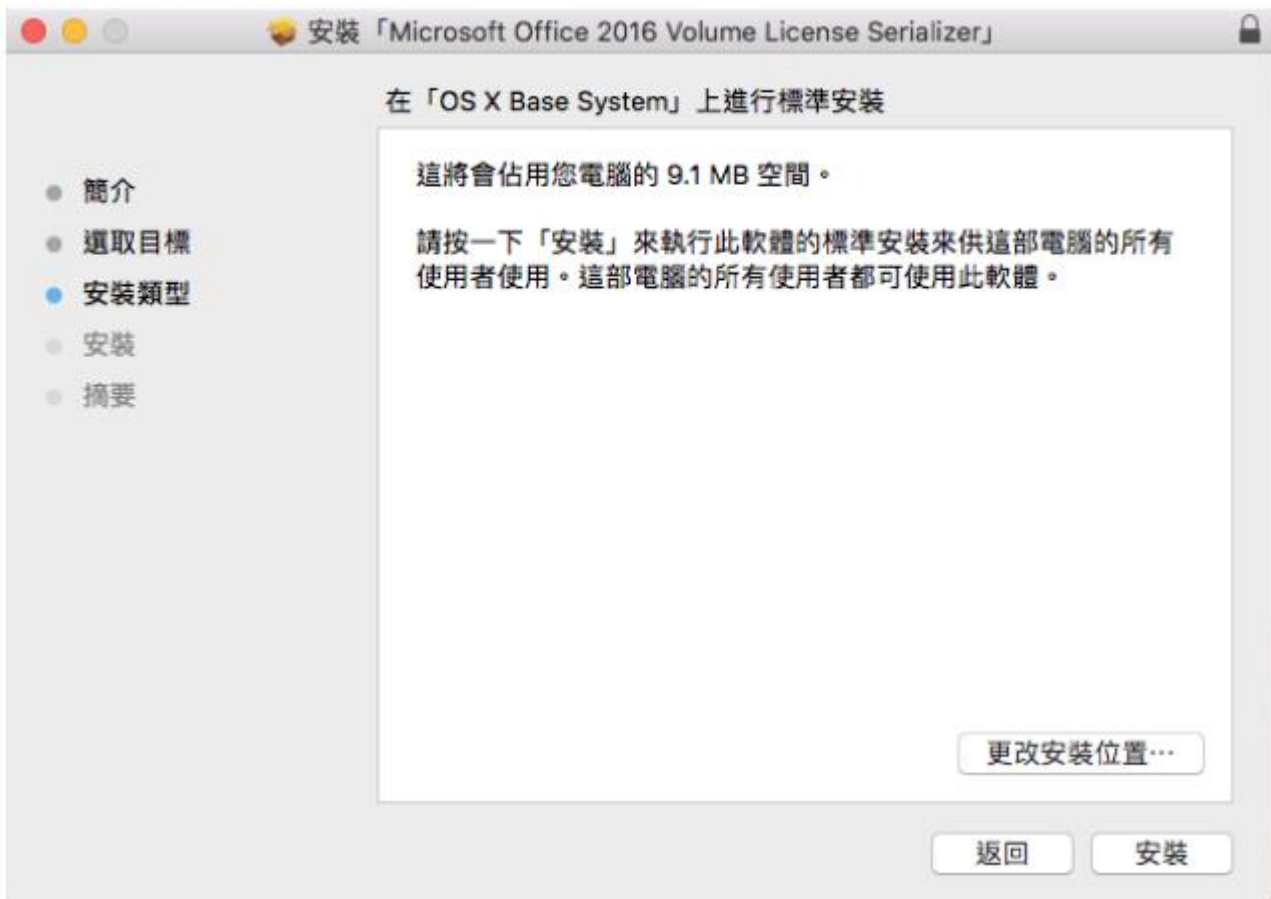 安裝「Microsoft Office 2016 Volume License Serializer」
在「OS X Base System」上進行標準安裝
簡介
選取目標
安裝類型
安裝
摘要
這將會佔用您電腦的 9.1 MB 空間。
請按一下「安裝」來執行此軟體的標準安裝來供這部電腦的所有
使用者使用。這部電腦的所有使用者都可使用此軟體。
更改安裝位置⋯
返回
安裝